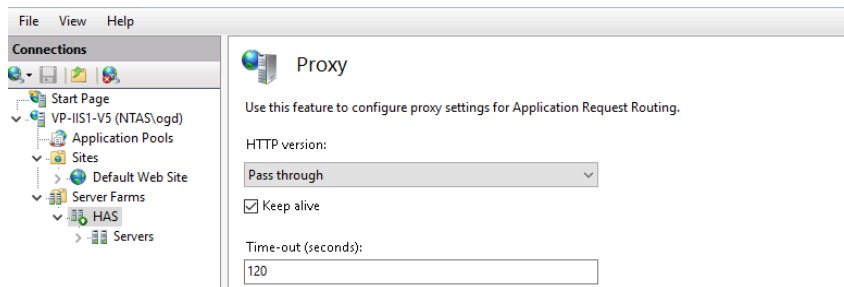 File View Help
Connections
Start Page
VP-IIS1-V5 (NTAS\ogd)
Application Pools
Sites
Default Web Site
Server Farms
HAS
Servers
Proxy
Use this feature to configure proxy settings for Application Request Routing.
HTTP version:
Pass through
Keep alive
Time-out (seconds):
120